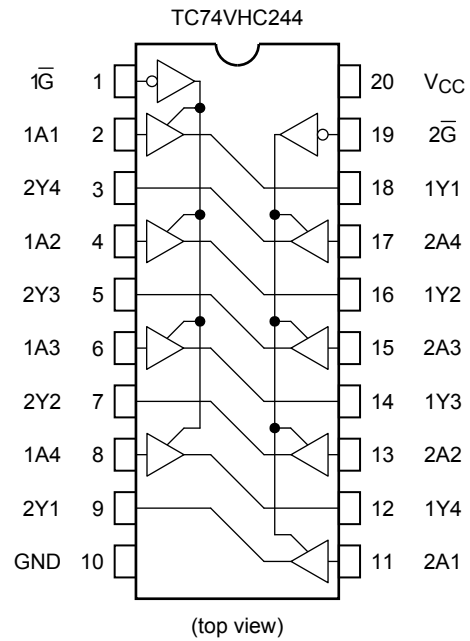 TC74VHC244
1G̅ 1 20 VCC
1A1 2 19 2G̅
2Y4 3 18 1Y1
1A2 4 17 2A4
2Y3 5 16 1Y2
1A3 6 15 2A3
2Y2 7 14 1Y3
1A4 8 13 2A2
2Y1 9 12 1Y4
GND 10 11 2A1
(top view)